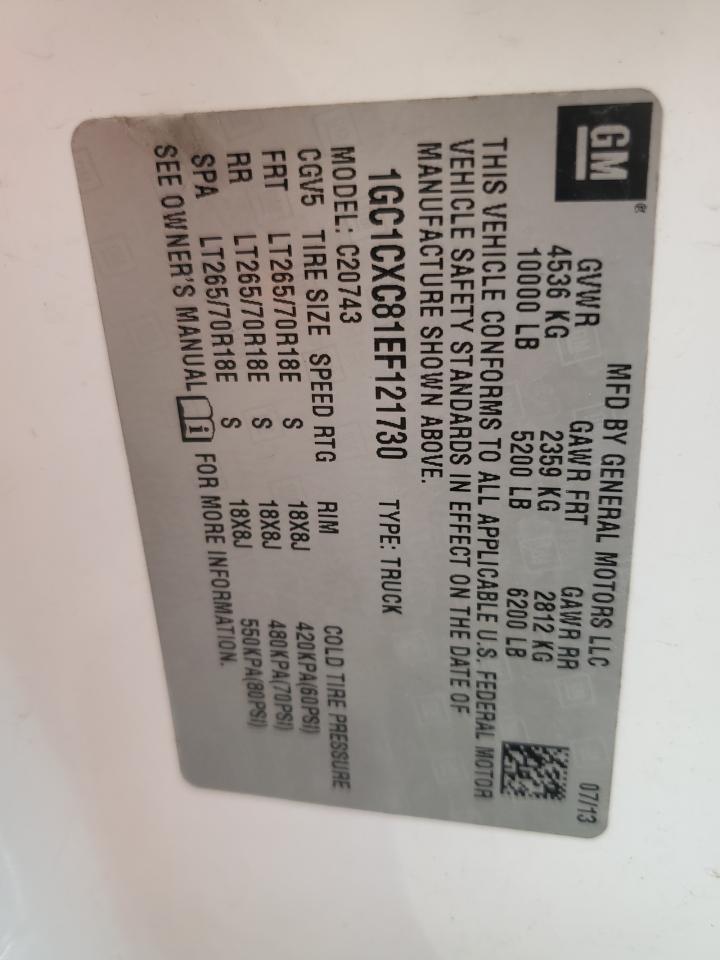 GM®
MFD BY GENERAL MOTORS LLC 07/13
GVWR GAWR FRT GAWR RR
4536 KG 2359 KG 2812 KG
10000 LB 5200 LB 6200 LB
THIS VEHICLE CONFORMS TO ALL APPLICABLE U.S. FEDERAL MOTOR
VEHICLE SAFETY STANDARDS IN EFFECT ON THE DATE OF
MANUFACTURE SHOWN ABOVE.
1GC1CXC81EF121730 TYPE: TRUCK
MODEL: C20743
CGV5 TIRE SIZE SPEED RTG RIM COLD TIRE PRESSURE
FRT LT265/70R18E S 18X8J 420KPA(60PSI)
RR LT265/70R18E S 18X8J 480KPA(70PSI)
SPA LT265/70R18E S 18X8J 550KPA(80PSI)
SEE OWNER'S MANUAL i FOR MORE INFORMATION.